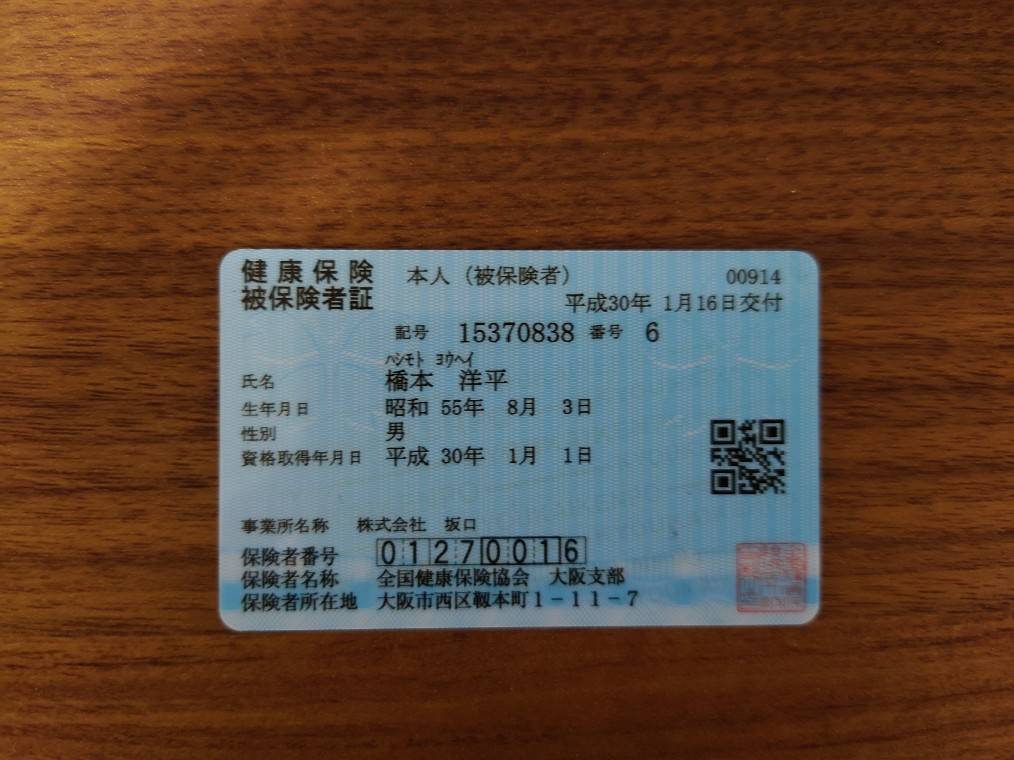 健康保険 本人（被保険者） 00914
被保険者証 平成30年 1月16日交付
記号 15370838 番号 6
ﾊｼﾓﾄ ﾖｳﾍｲ
氏名 橋本 洋平
生年月日 昭和 55年 8月 3日
性別 男
資格取得年月日 平成 30年 1月 1日
事業所名称 株式会社 坂口
保険者番号 01270016
保険者名称 全国健康保険協会 大阪支部
保険者所在地 大阪市西区靱本町1－11－7